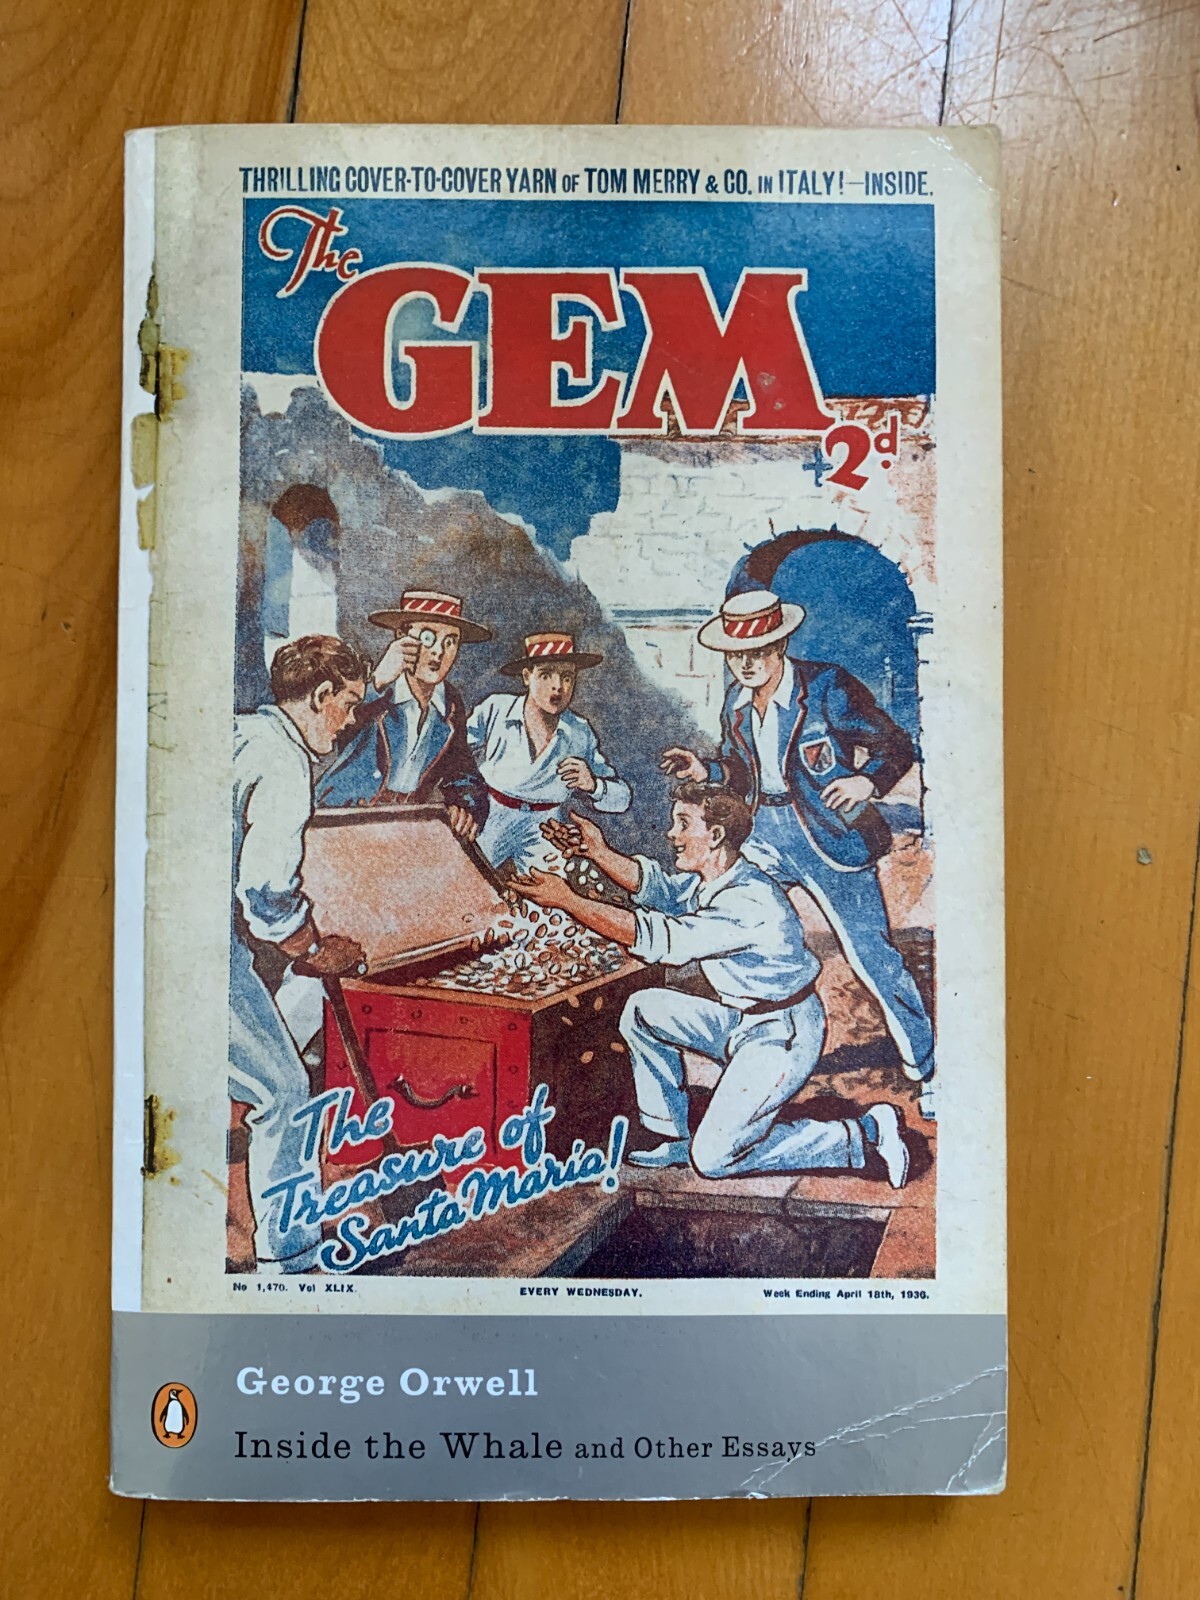 THRILLING COVER-TO-COVER YARN OF TOM MERRY & CO. IN ITALY!—INSIDE.
The
GEM
2d.
The
Treasure of
Santa Maria!
No 1,470. Vol XLIX.
EVERY WEDNESDAY.
Week Ending April 18th, 1936.
George Orwell
Inside the Whale and Other Essays